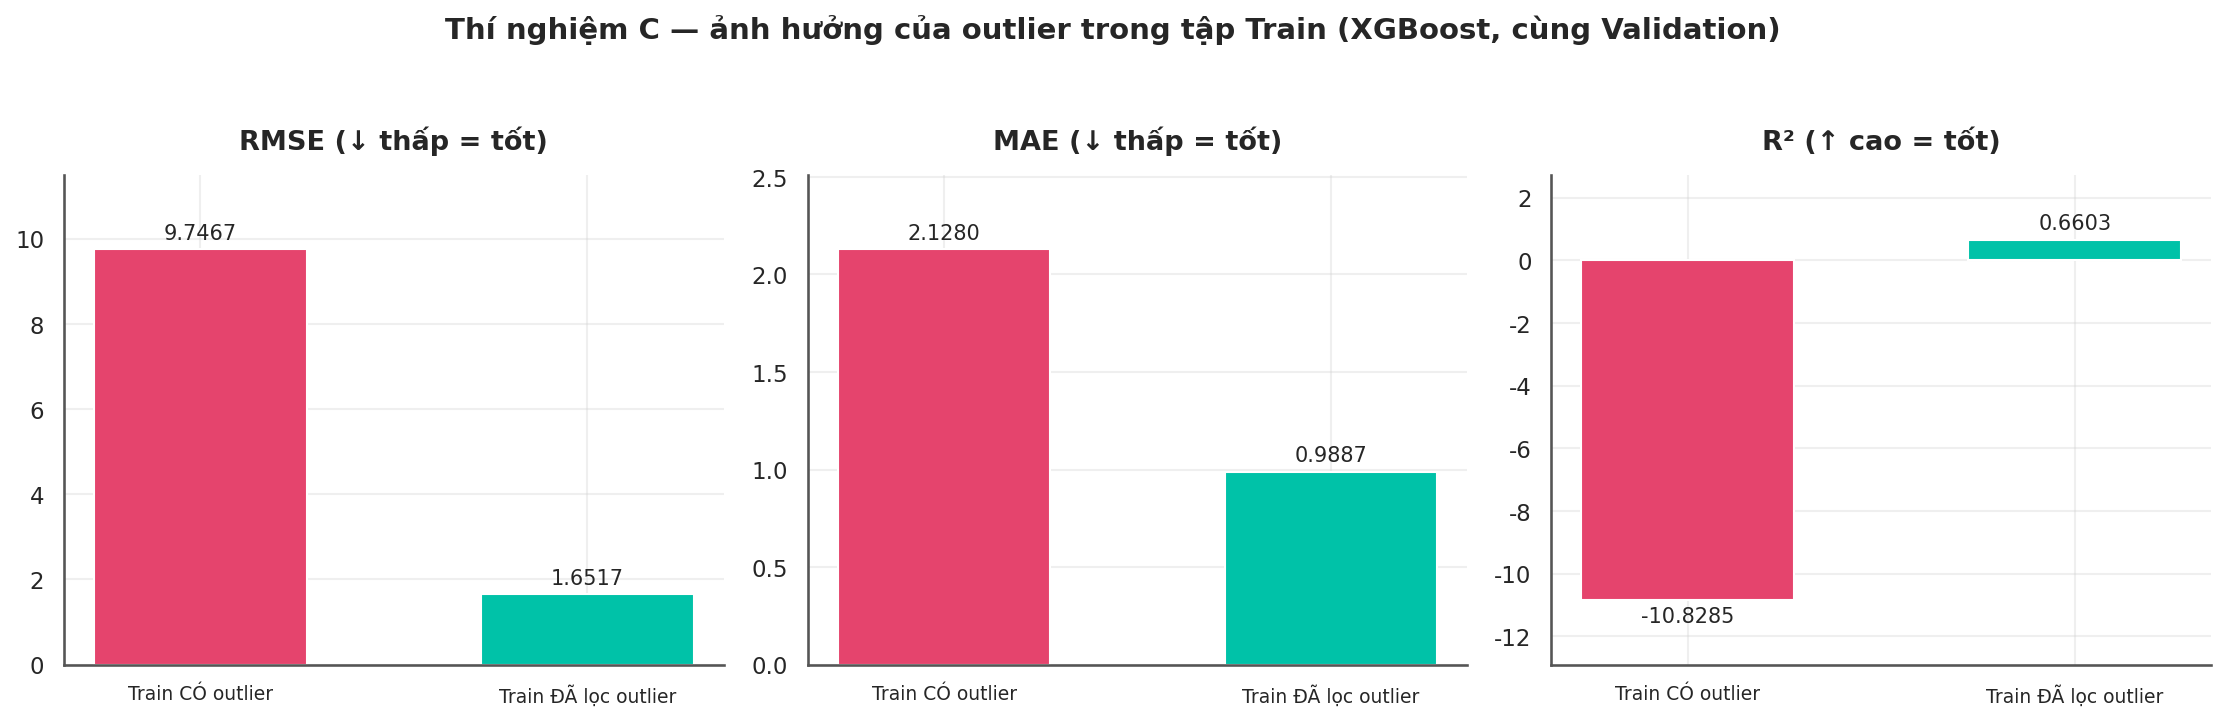 Thí nghiệm C — ảnh hưởng của outlier trong tập Train (XGBoost, cùng Validation)
RMSE (↓ thấp = tốt)
10
8
6
4
2
0
9.7467
1.6517
Train CÓ outlier
Train ĐÃ lọc outlier
MAE (↓ thấp = tốt)
2.5
2.0
1.5
1.0
0.5
0.0
2.1280
0.9887
Train CÓ outlier
Train ĐÃ lọc outlier
R² (↑ cao = tốt)
2
0
-2
-4
-6
-8
-10
-12
-10.8285
0.6603
Train CÓ outlier
Train ĐÃ lọc outlier